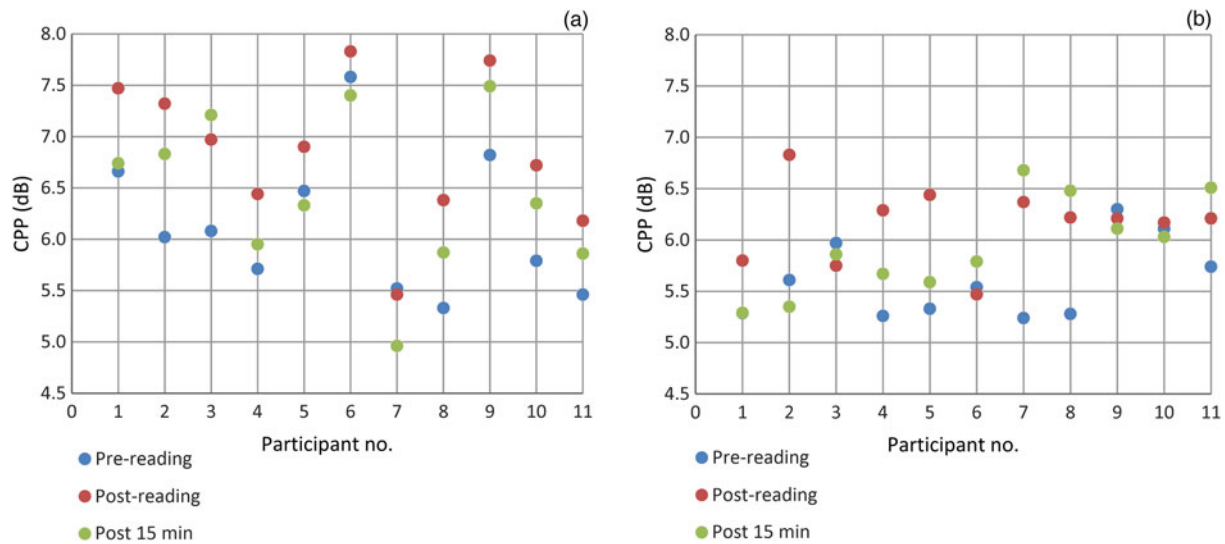 (a)
8.0
7.5
7.0
6.5
6.0
5.5
5.0
4.5
CPP (dB)
0 1 2 3 4 5 6 7 8 9 10 11
Participant no.
Pre-reading
Post-reading
Post 15 min
(b)
8.0
7.5
7.0
6.5
6.0
5.5
5.0
4.5
CPP (dB)
0 1 2 3 4 5 6 7 8 9 10 11
Participant no.
Pre-reading
Post-reading
Post 15 min